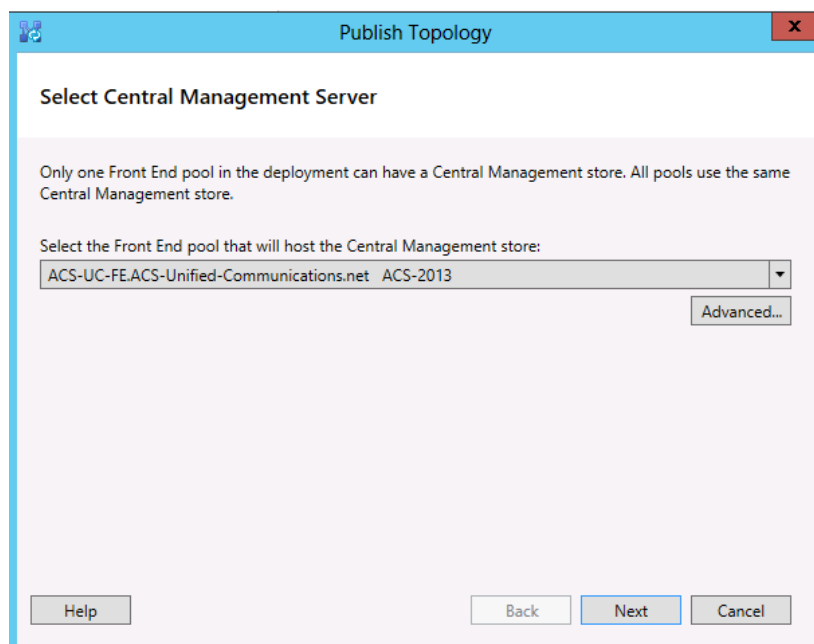 Publish Topology
X
Select Central Management Server
Only one Front End pool in the deployment can have a Central Management store. All pools use the same
Central Management store.
Select the Front End pool that will host the Central Management store:
ACS-UC-FE.ACS-Unified-Communications.net ACS-2013
Advanced...
Help Back Next Cancel